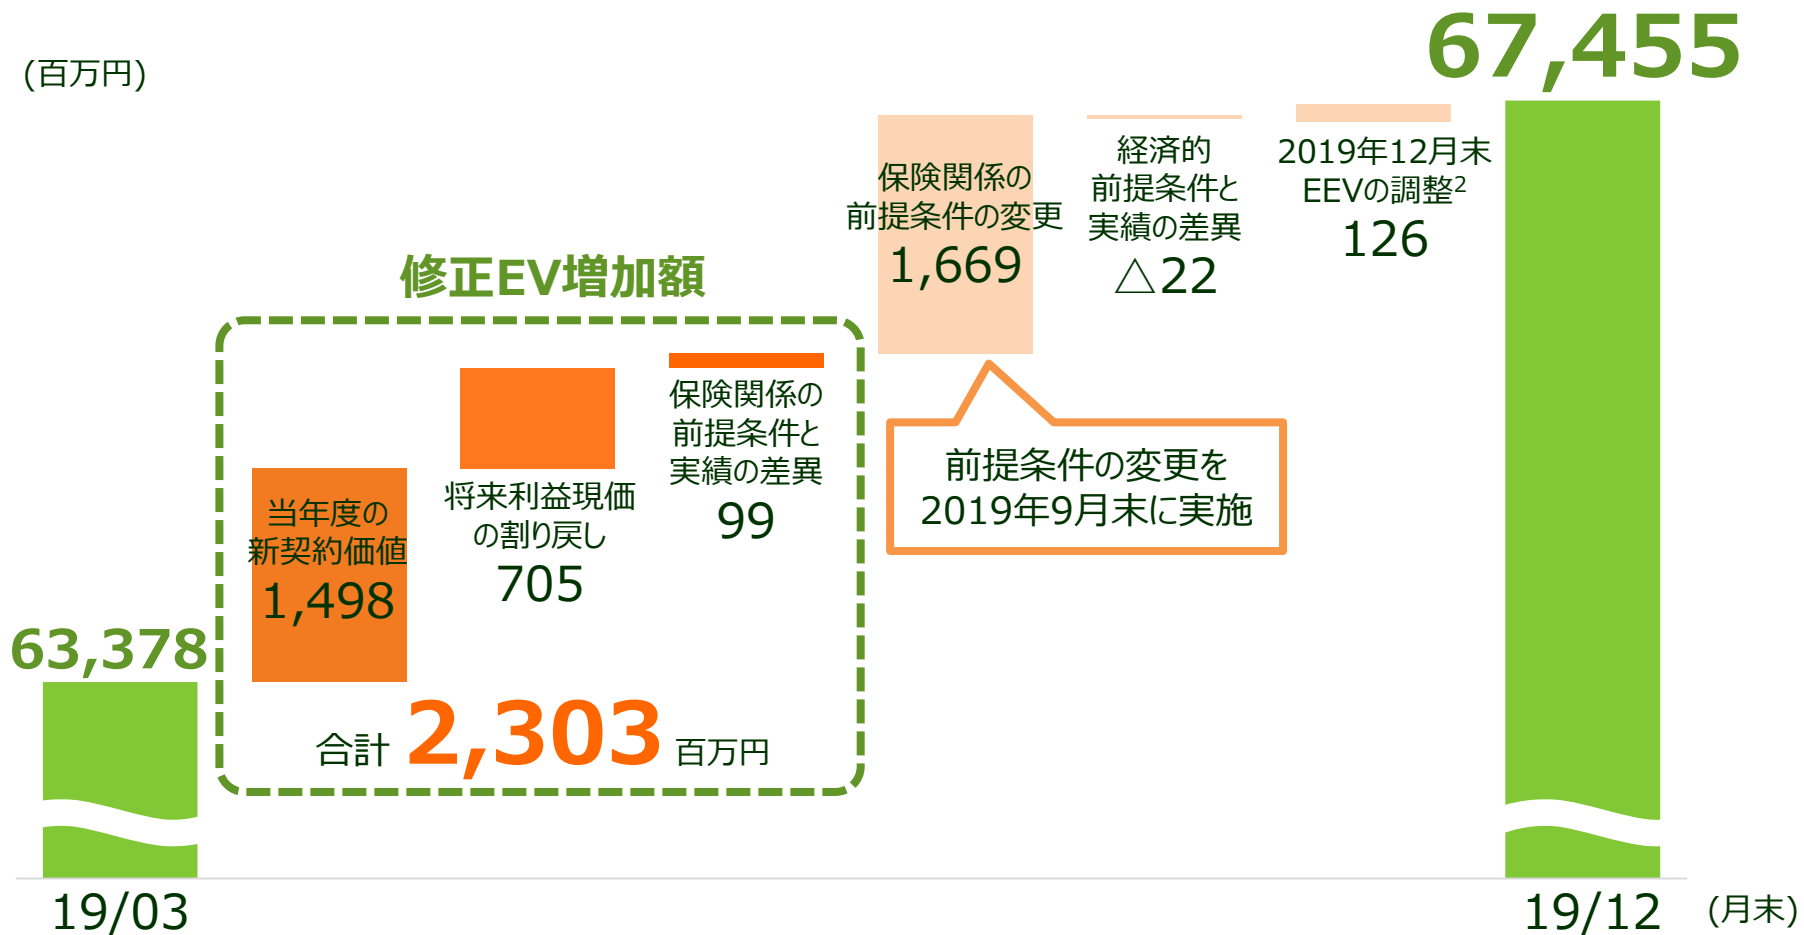 (百万円)
67,455
保険関係の
前提条件の変更
1,669
経済的
前提条件と
実績の差異
△22
2019年12月末
EEVの調整2
126
修正EV増加額
保険関係の
前提条件と
実績の差異
99
将来利益現価
の割り戻し
705
当年度の
新契約価値
1,498
前提条件の変更を
2019年9月末に実施
63,378
合計 2,303 百万円
19/03
19/12
(月末)